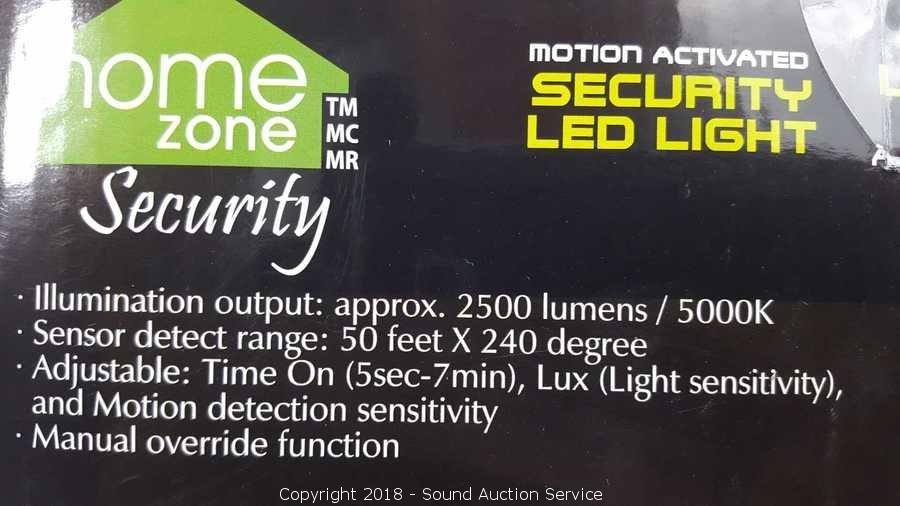 home
zone
TM
MC
MR
Security
MOTION ACTIVATED
SECURITY
LED LIGHT
· Illumination output: approx. 2500 lumens / 5000K
· Sensor detect range: 50 feet X 240 degree
· Adjustable: Time On (5sec-7min), Lux (Light sensitivity),
and Motion detection sensitivity
· Manual override function
Copyright 2018 - Sound Auction Service